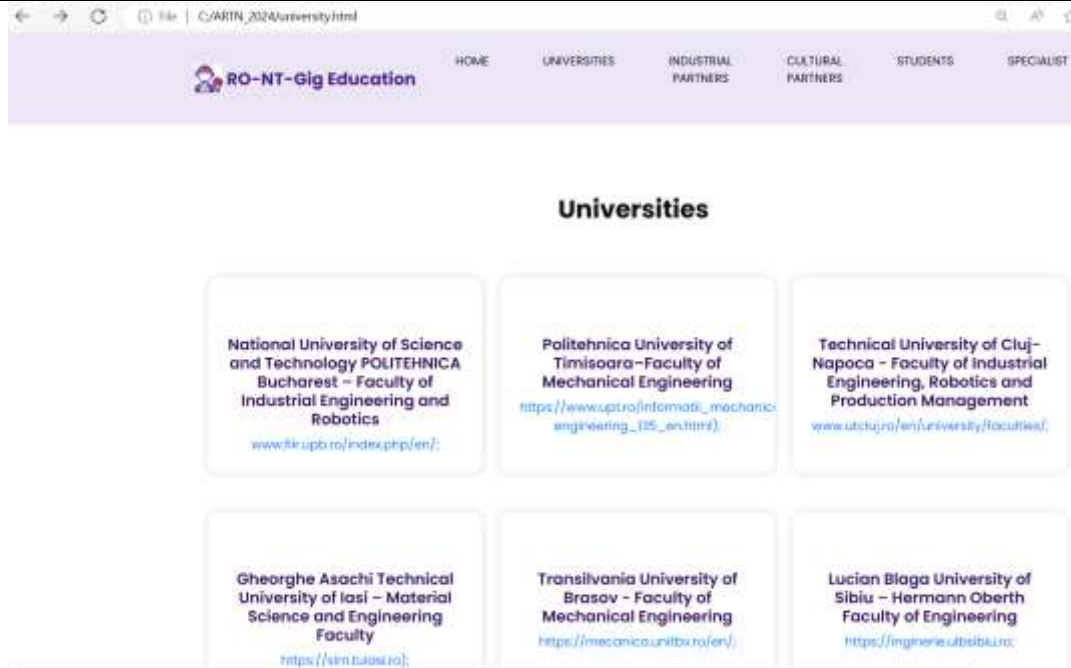 File | C:/ARTN_2024/university.html
RO-NT-Gig Education
HOME
UNIVERSITIES
INDUSTRIAL
PARTNERS
CULTURAL
PARTNERS
STUDENTS
SPECIALIST
Universities
National University of Science
and Technology POLITEHNICA
Bucharest – Faculty of
Industrial Engineering and
Robotics
www.fiir.upb.ro/index.php/en/;
Politehnica University of
Timisoara–Faculty of
Mechanical Engineering
https://www.upt.ro/informatii_mechanic
engineering_135_en.html);
Technical University of Cluj-
Napoca - Faculty of Industrial
Engineering, Robotics and
Production Management
www.utcluj.ro/en/university/faculties/;
Gheorghe Asachi Technical
University of Iasi – Material
Science and Engineering
Faculty
https://sim.tuiasi.ro);
Transilvania University of
Brasov - Faculty of
Mechanical Engineering
https://mecanica.unitbv.ro/en/;
Lucian Blaga University of
Sibiu – Hermann Oberth
Faculty of Engineering
https://inginerie.ulbsibiu.ro;